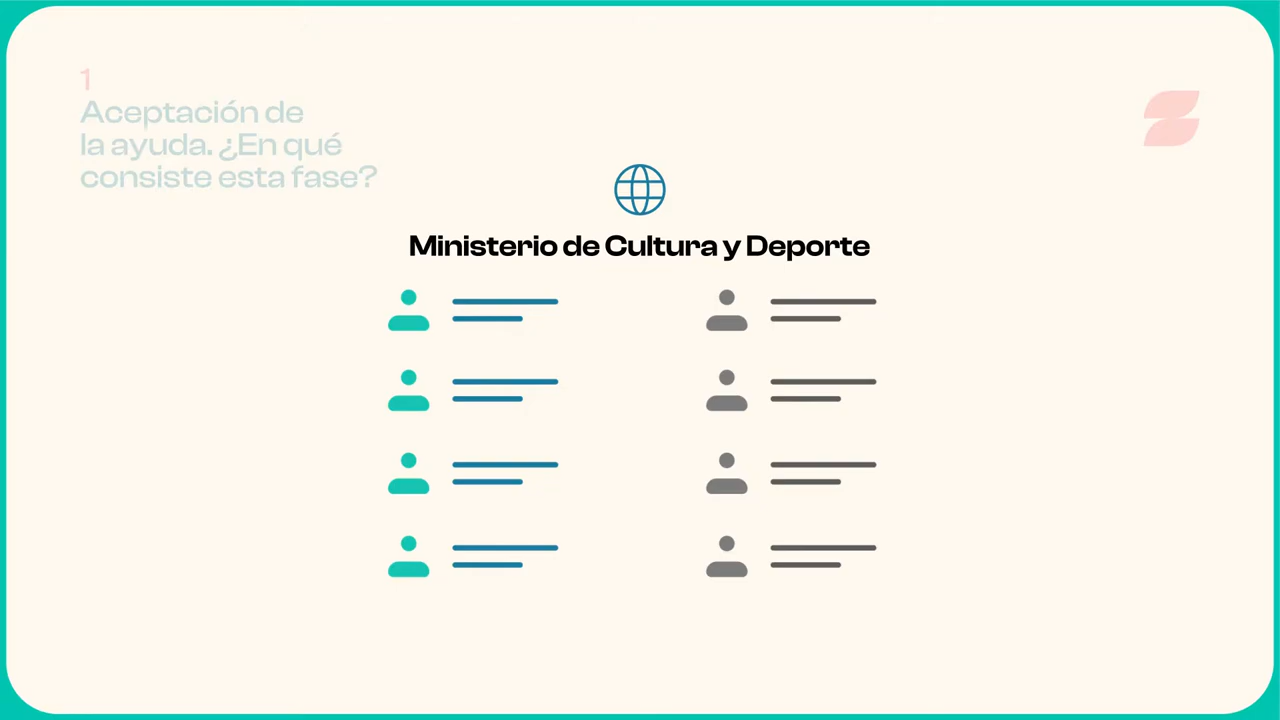 1
Aceptación de
la ayuda. ¿En qué
consiste esta fase?
Ministerio de Cultura y Deporte